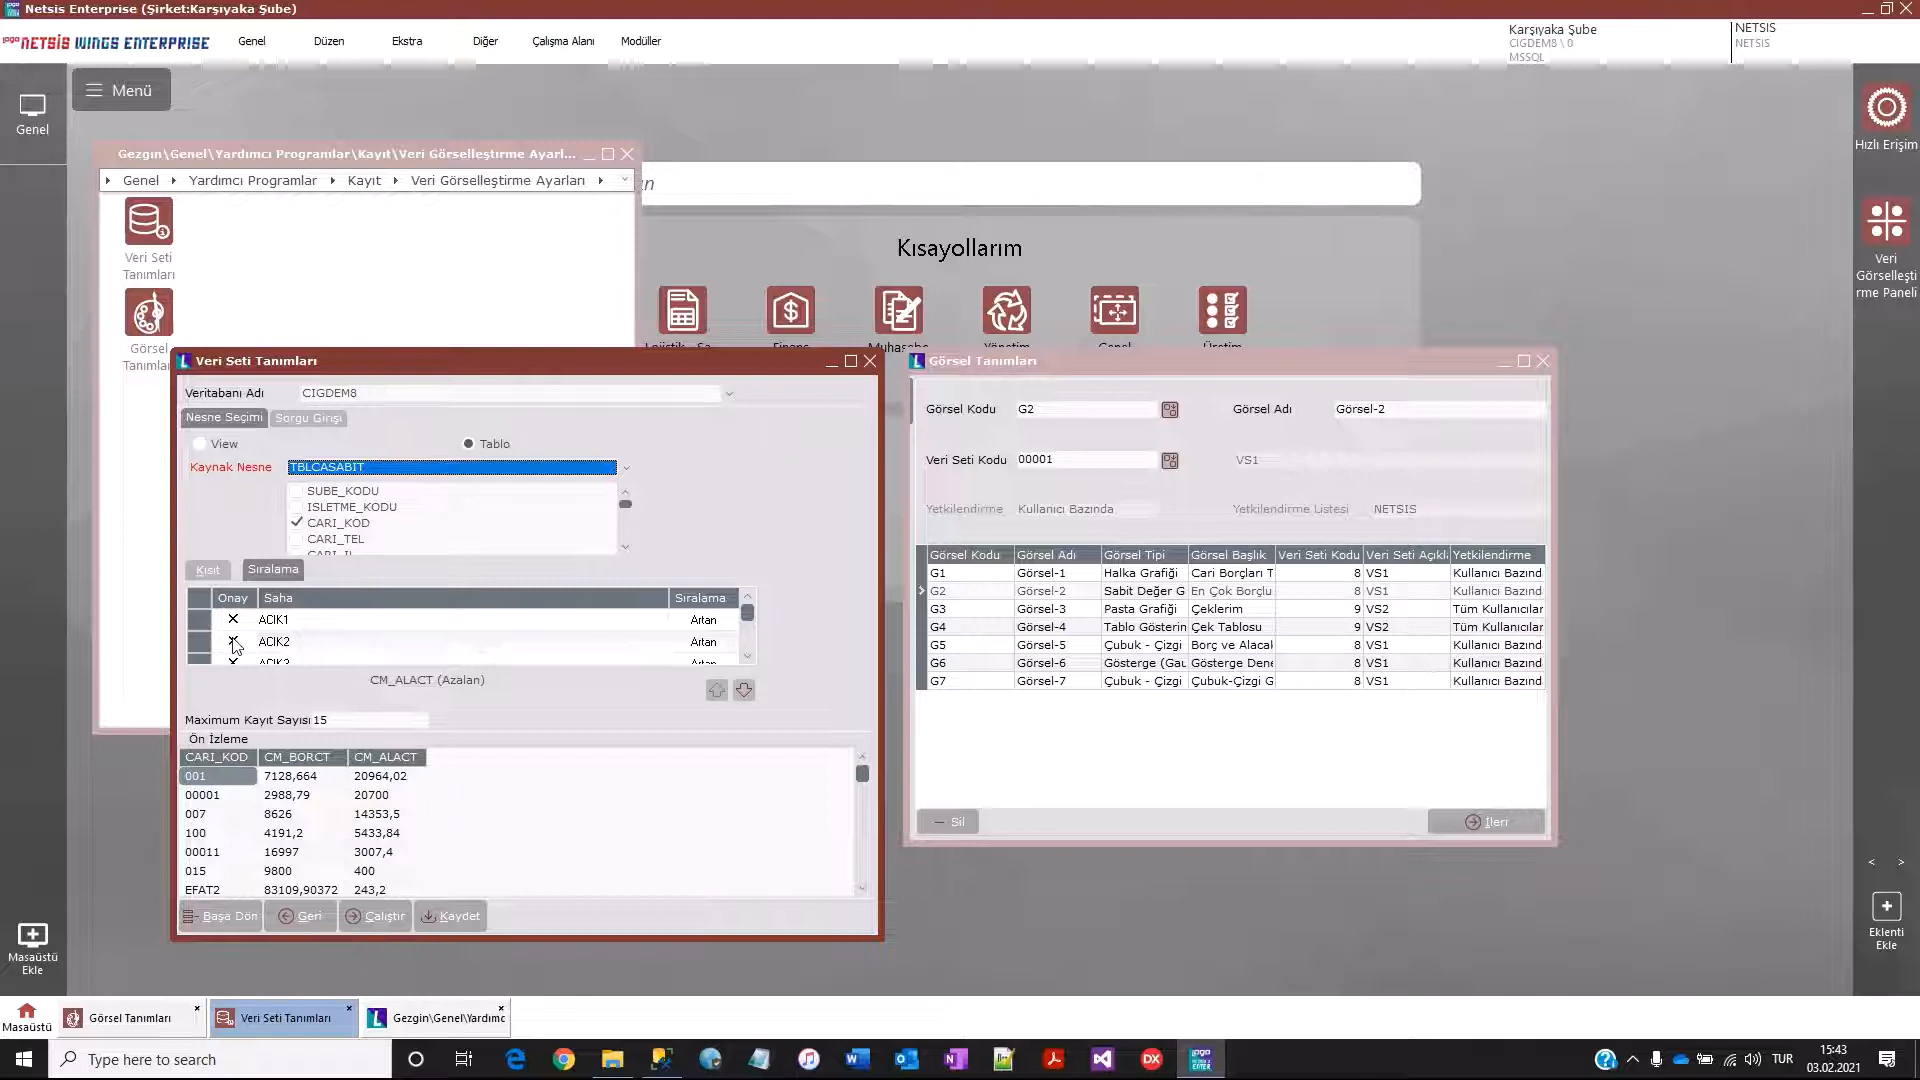 Netsis Enterprise (Şirket:Karşıyaka Şube)
logo NETSİS WINGS ENTERPRISE
Genel Düzen Ekstra Diğer Çalışma Alanı Modüller
Karşıyaka Şube
CIGDEM8 \ 0
MSSQL
NETSIS
NETSIS
Menü
Genel
Hızlı Erişim
Veri
Görselleşti
rme Paneli
Gezgin\Genel\Yardımcı Programlar\Kayıt\Veri Görselleştirme Ayarl...
Genel Yardımcı Programlar Kayıt Veri Görselleştirme Ayarları
Veri Seti
Tanımları
Görsel
Kısayollarım
Veri Seti Tanımları
Veritabanı Adı CIGDEM8
Nesne Seçimi Sorgu Girişi
View Tablo
Kaynak Nesne TBLCASABIT
SUBE_KODU
ISLETME_KODU
CARI_KOD
CARI_TEL
Kısıt Sıralama
Onay Saha Sıralama
ACIK1 Artan
ACIK2 Artan
CM_ALACT (Azalan)
Maximum Kayıt Sayısı 15
Ön İzleme
CARI_KOD CM_BORCT CM_ALACT
001 7128,664 20964,02
00001 2988,79 20700
007 8626 14353,5
100 4191,2 5433,84
00011 16997 3007,4
015 9800 400
EFAT2 83109,90372 243,2
Başa Dön Geri Çalıştır Kaydet
Görsel Tanımları
Görsel Kodu G2 Görsel Adı Görsel-2
Veri Seti Kodu 00001 VS1
Yetkilendirme Kullanıcı Bazında Yetkilendirme Listesi NETSIS
Görsel Kodu Görsel Adı Görsel Tipi Görsel Başlık Veri Seti Kodu Veri Seti Açıkl. Yetkilendirme
G1 Görsel-1 Halka Grafiği Cari Borçları T 8 VS1 Kullanıcı Bazınd
G2 Görsel-2 Sabit Değer G En Çok Borçlu 8 VS1 Kullanıcı Bazınd
G3 Görsel-3 Pasta Grafiği Çeklerim 9 VS2 Tüm Kullanıcılar
G4 Görsel-4 Tablo Gösterin Çek Tablosu 9 VS2 Tüm Kullanıcılar
G5 Görsel-5 Çubuk - Çizgi Borç ve Alacak 8 VS1 Kullanıcı Bazınd
G6 Görsel-6 Gösterge (Gau Gösterge Dene 8 VS1 Kullanıcı Bazınd
G7 Görsel-7 Çubuk - Çizgi Çubuk-Çizgi G 8 VS1 Kullanıcı Bazınd
Sil İleri
Masaüstü
Ekle
Eklenti
Ekle
Masaüstü Görsel Tanımları Veri Seti Tanımları Gezgin\Genel\Yardımc
Type here to search
TUR
15:43
03.02.2021